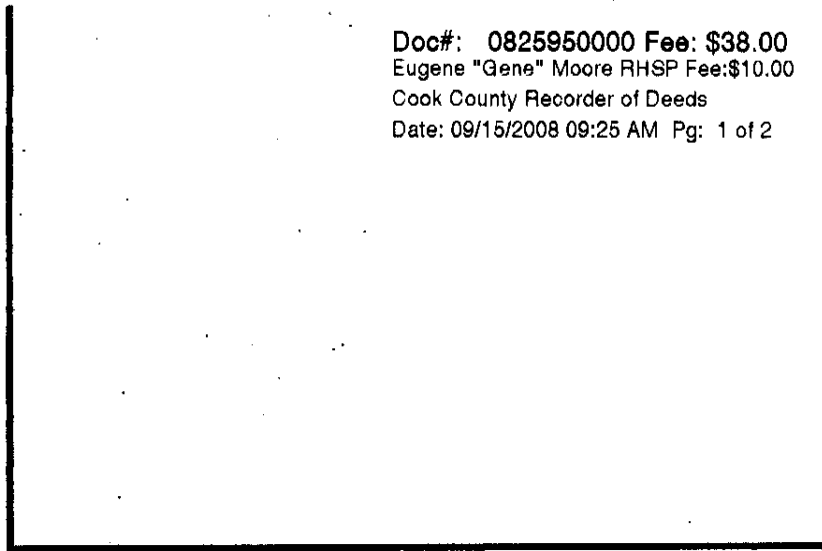 Doc#: 0825950000 Fee: $38.00
Eugene "Gene" Moore RHSP Fee:$10.00
Cook County Recorder of Deeds
Date: 09/15/2008 09:25 AM Pg: 1 of 2